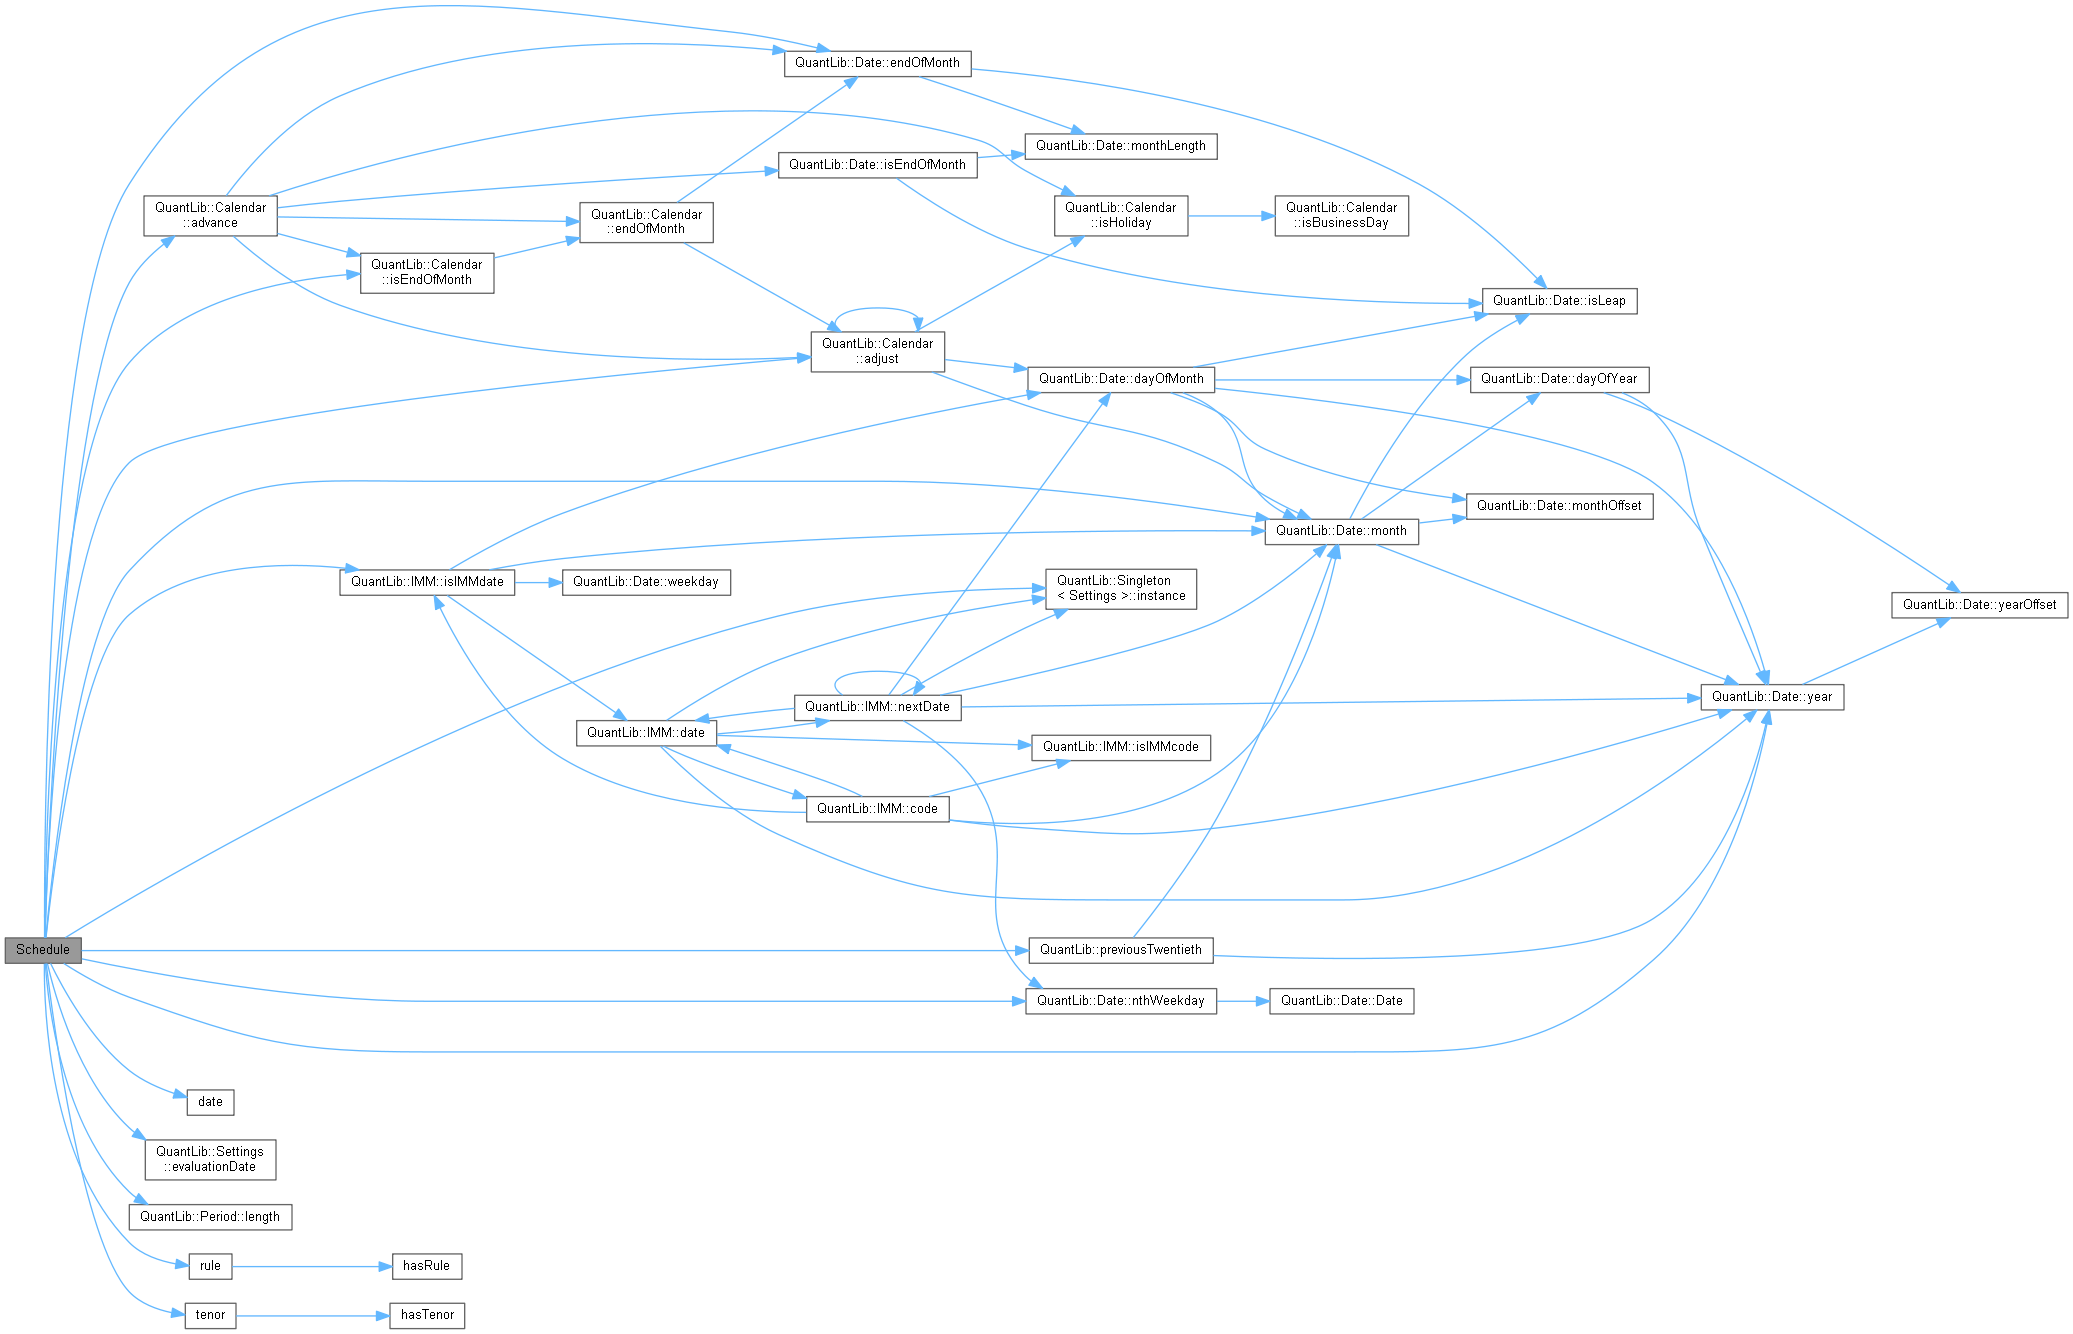 QuantLib::Date::endOfMonth
QuantLib::Date::monthLength
QuantLib::Date::isEndOfMonth
QuantLib::Calendar
::advance
QuantLib::Calendar
::endOfMonth
QuantLib::Calendar
::isHoliday
QuantLib::Calendar
::isBusinessDay
QuantLib::Calendar
::isEndOfMonth
QuantLib::Date::isLeap
QuantLib::Calendar
::adjust
QuantLib::Date::dayOfMonth
QuantLib::Date::dayOfYear
QuantLib::Date::monthOffset
QuantLib::Date::month
QuantLib::IMM::isIMMdate
QuantLib::Date::weekday
QuantLib::Singleton
< Settings >::instance
QuantLib::Date::yearOffset
QuantLib::IMM::nextDate
QuantLib::Date::year
QuantLib::IMM::date
QuantLib::IMM::isIMMcode
QuantLib::IMM::code
Schedule
QuantLib::previousTwentieth
QuantLib::Date::nthWeekday
QuantLib::Date::Date
date
QuantLib::Settings
::evaluationDate
QuantLib::Period::length
rule
hasRule
tenor
hasTenor